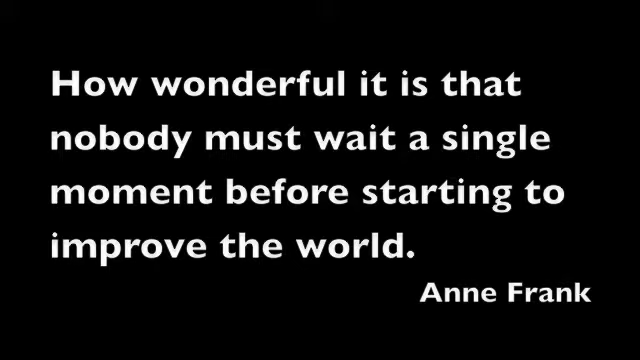 How wonderful it is that
nobody must wait a single
moment before starting to
improve the world.
Anne Frank